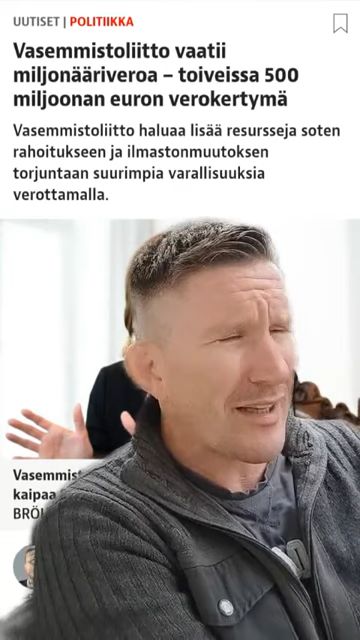 UUTISET | POLITIIKKA
Vasemmistoliitto vaatii
miljonääriveroa – toiveissa 500
miljoonan euron verokertymä
Vasemmistoliitto haluaa lisää resursseja soten
rahoitukseen ja ilmastonmuutoksen
torjuntaan suurimpia varallisuuksia
verottamalla.
kaipaa